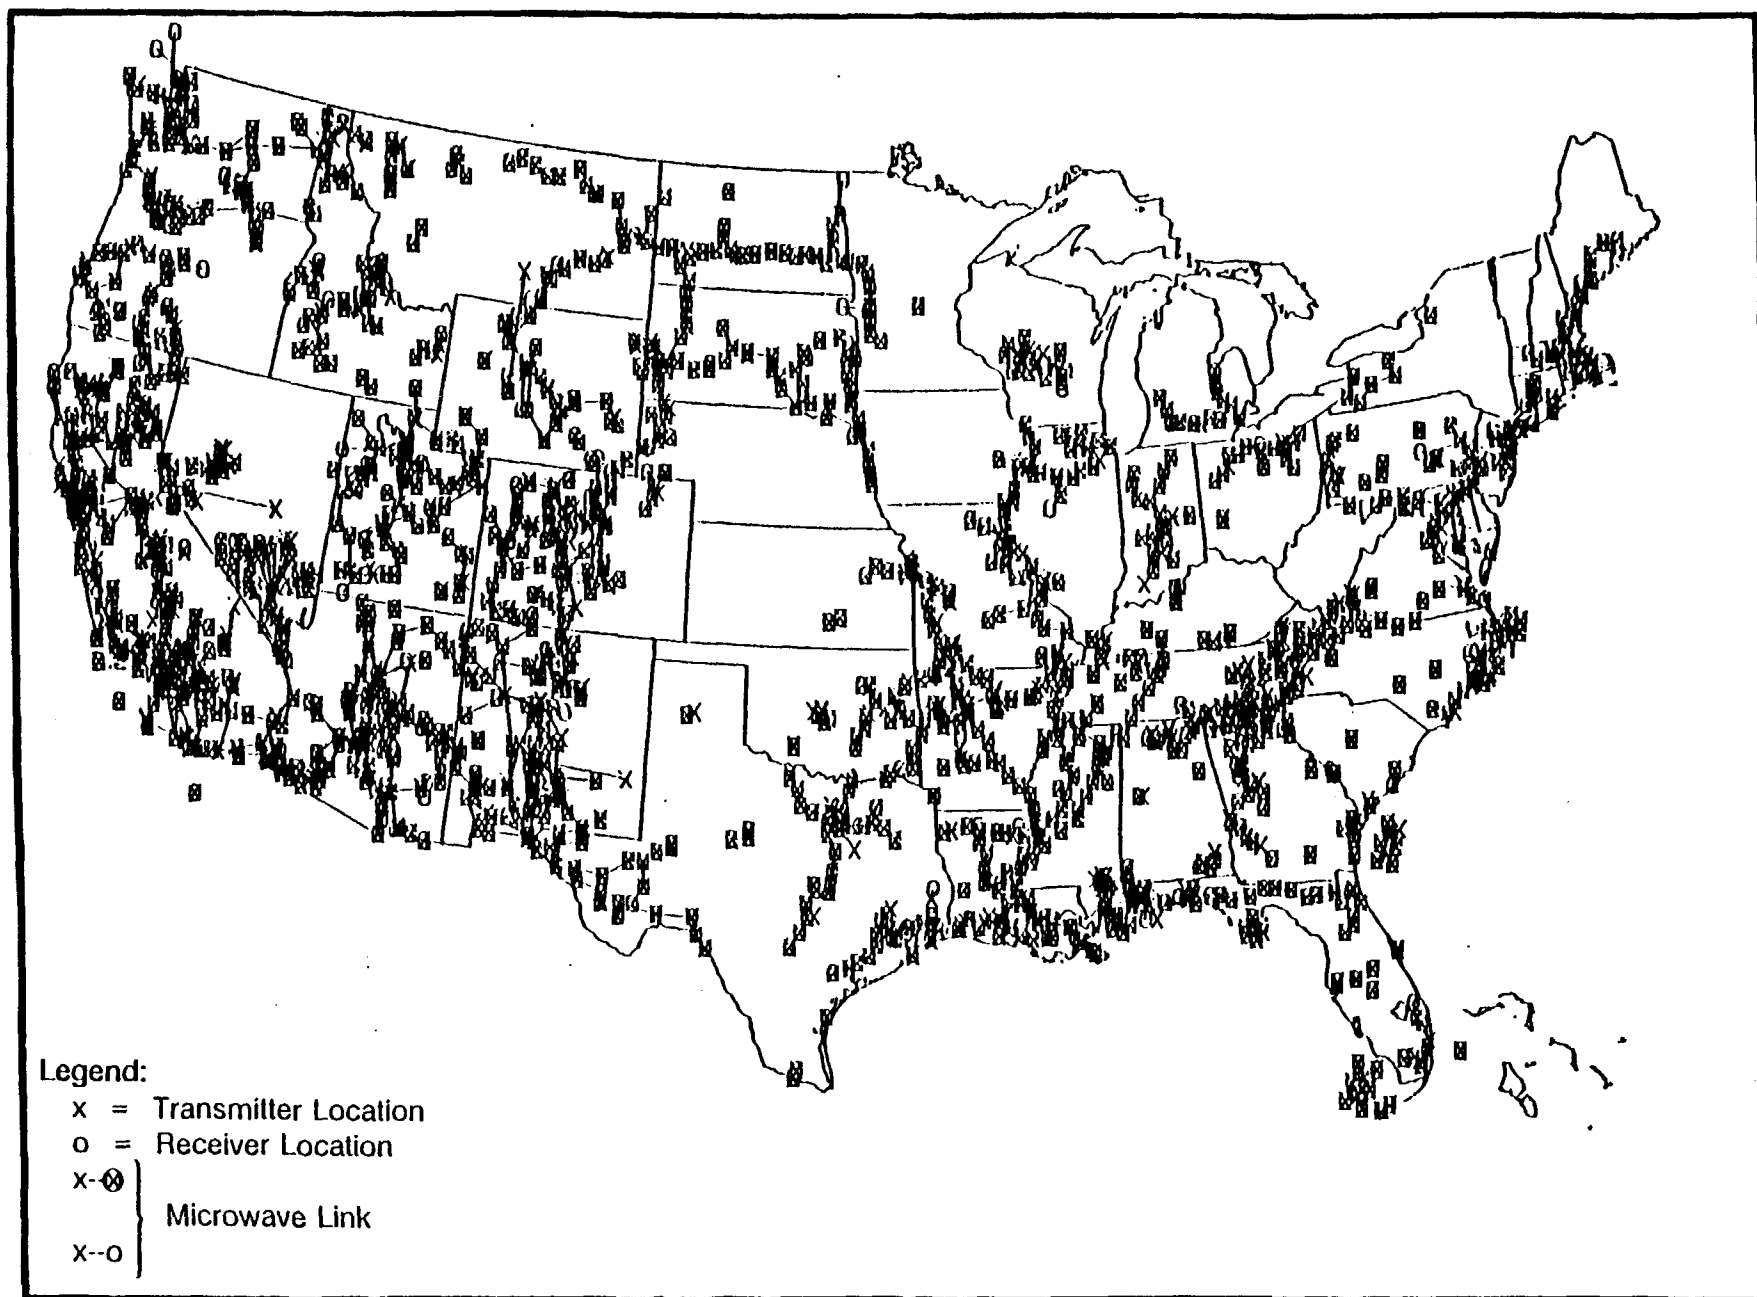 Legend:
x = Transmitter Location
o = Receiver Location
x--⊗
Microwave Link
x--o